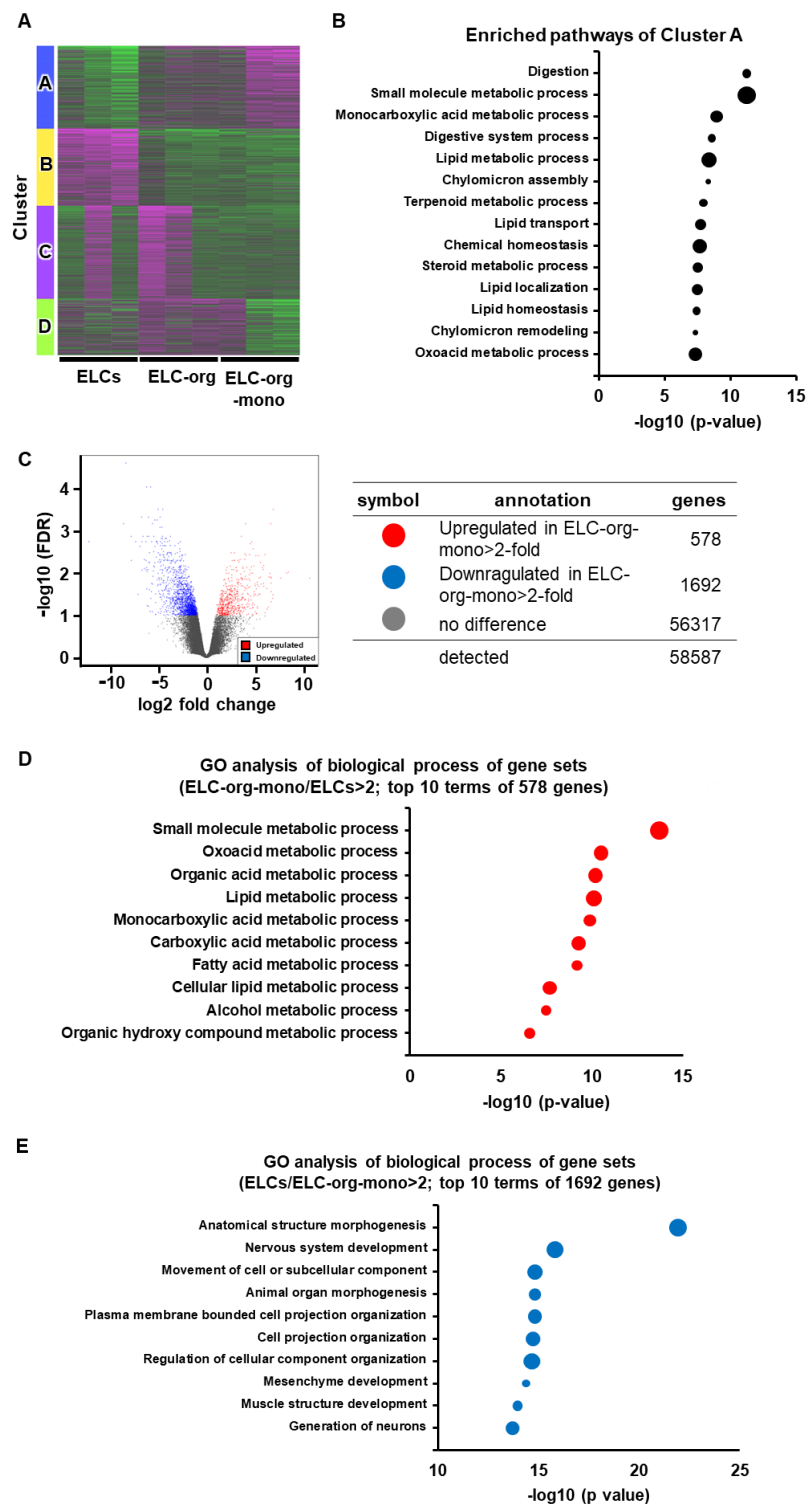 A
Cluster
A
B
C
D
ELCs
ELC-org
ELC-org
-mono
B
Enriched pathways of Cluster A
Digestion
Small molecule metabolic process
Monocarboxylic acid metabolic process
Digestive system process
Lipid metabolic process
Chylomicron assembly
Terpenoid metabolic process
Lipid transport
Chemical homeostasis
Steroid metabolic process
Lipid localization
Lipid homeostasis
Chylomicron remodeling
Oxoacid metabolic process
0 5 10 15
-log10 (p-value)
C
-log10 (FDR)
4
3
2
1
0
-10 -5 0 5 10
log2 fold change
Upregulated
Downregulated
symbol annotation genes
Upregulated in ELC-org-
mono>2-fold
578
Downragulated in ELC-
org-mono>2-fold
1692
no difference 56317
detected 58587
D
GO analysis of biological process of gene sets
(ELC-org-mono/ELCs>2; top 10 terms of 578 genes)
Small molecule metabolic process
Oxoacid metabolic process
Organic acid metabolic process
Lipid metabolic process
Monocarboxylic acid metabolic process
Carboxylic acid metabolic process
Fatty acid metabolic process
Cellular lipid metabolic process
Alcohol metabolic process
Organic hydroxy compound metabolic process
0 5 10 15
-log10 (p-value)
E
GO analysis of biological process of gene sets
(ELCs/ELC-org-mono>2; top 10 terms of 1692 genes)
Anatomical structure morphogenesis
Nervous system development
Movement of cell or subcellular component
Animal organ morphogenesis
Plasma membrane bounded cell projection organization
Cell projection organization
Regulation of cellular component organization
Mesenchyme development
Muscle structure development
Generation of neurons
10 15 20 25
-log10 (p value)